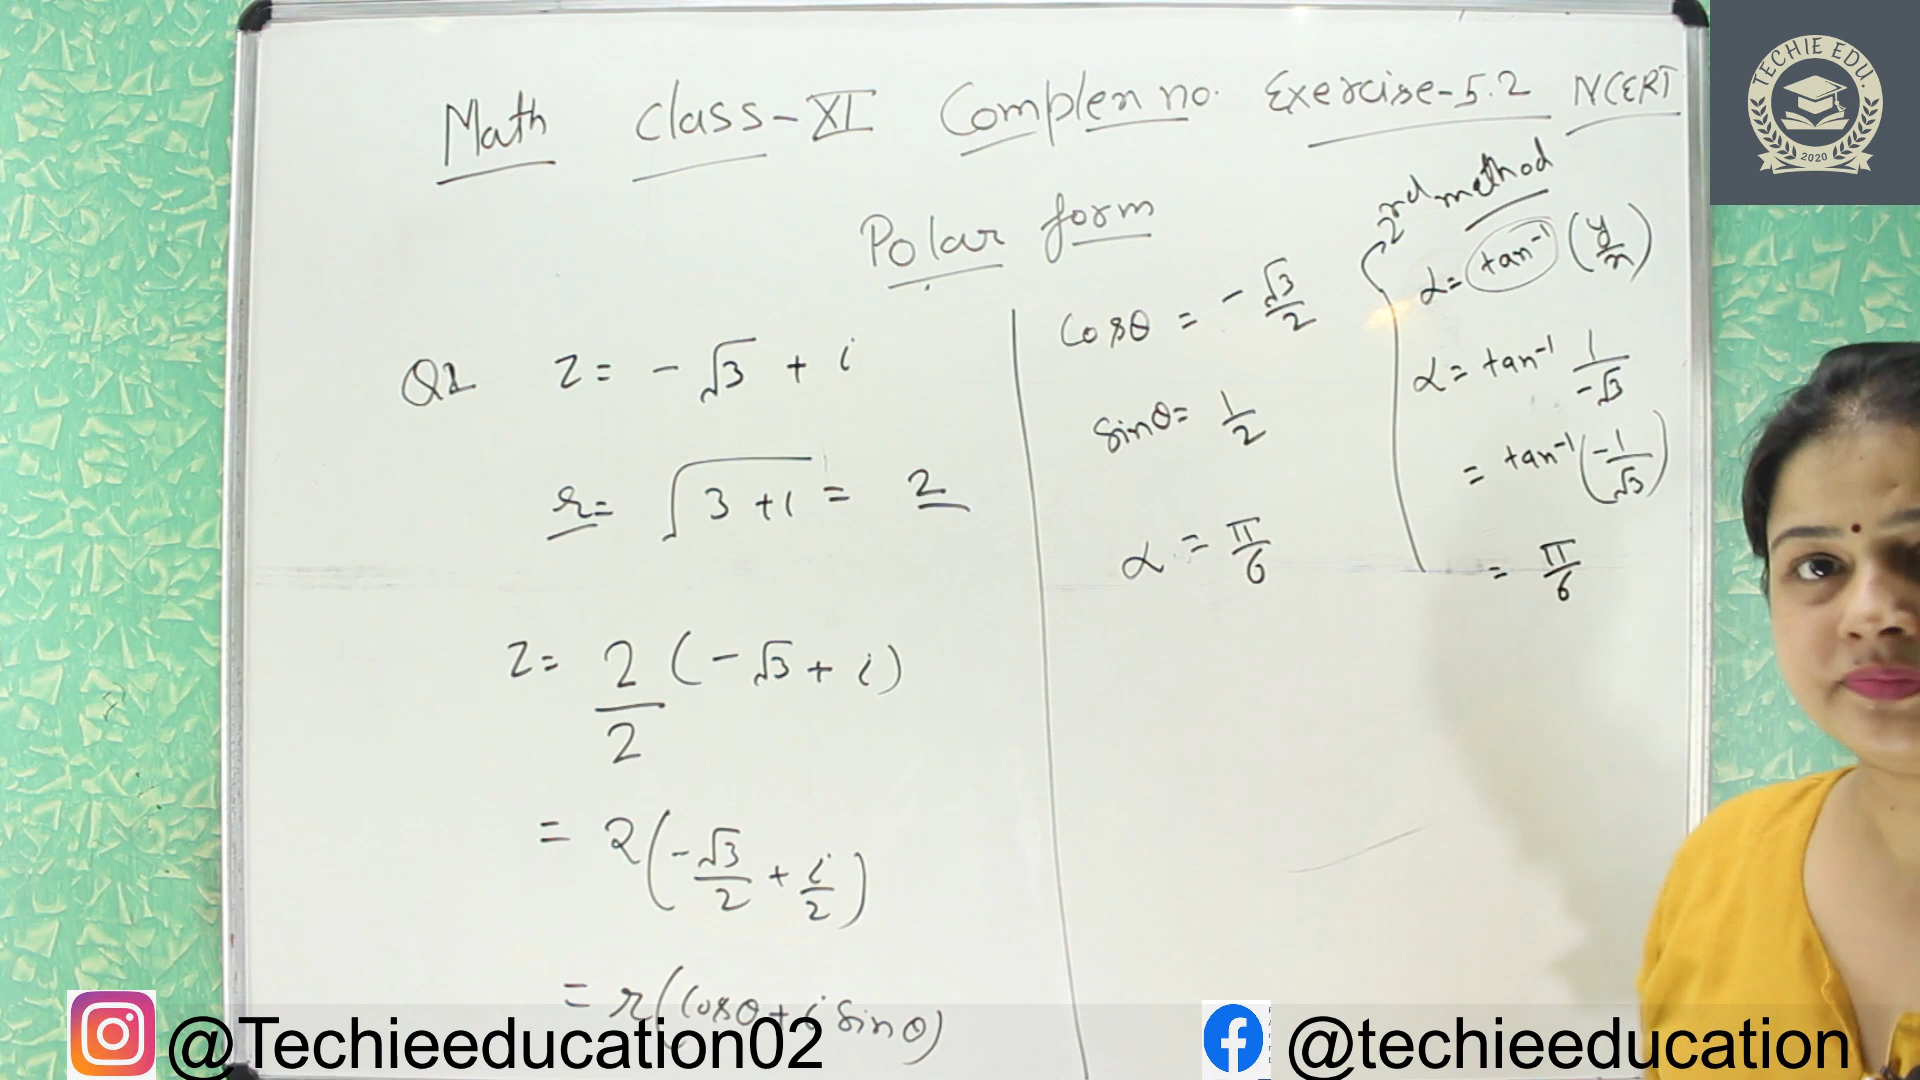 Math class-XI Complex no. Exercise-5.2 NCERT
Polar form
Q2 z = - √3 + i
r = √3+1 = 2
z = 2/2 (-√3 + i)
= 2(-√3/2 + i/2)
= r(cosθ + i sinθ)
cosθ = - √3/2
sinθ = 1/2
α = π/6
2nd method
α = tan⁻¹ (y/x)
α = tan⁻¹ 1/-√3
= tan⁻¹(-1/√3)
= π/6
TECHIE EDU.
2020
@Techieeducation02
@techieeducation